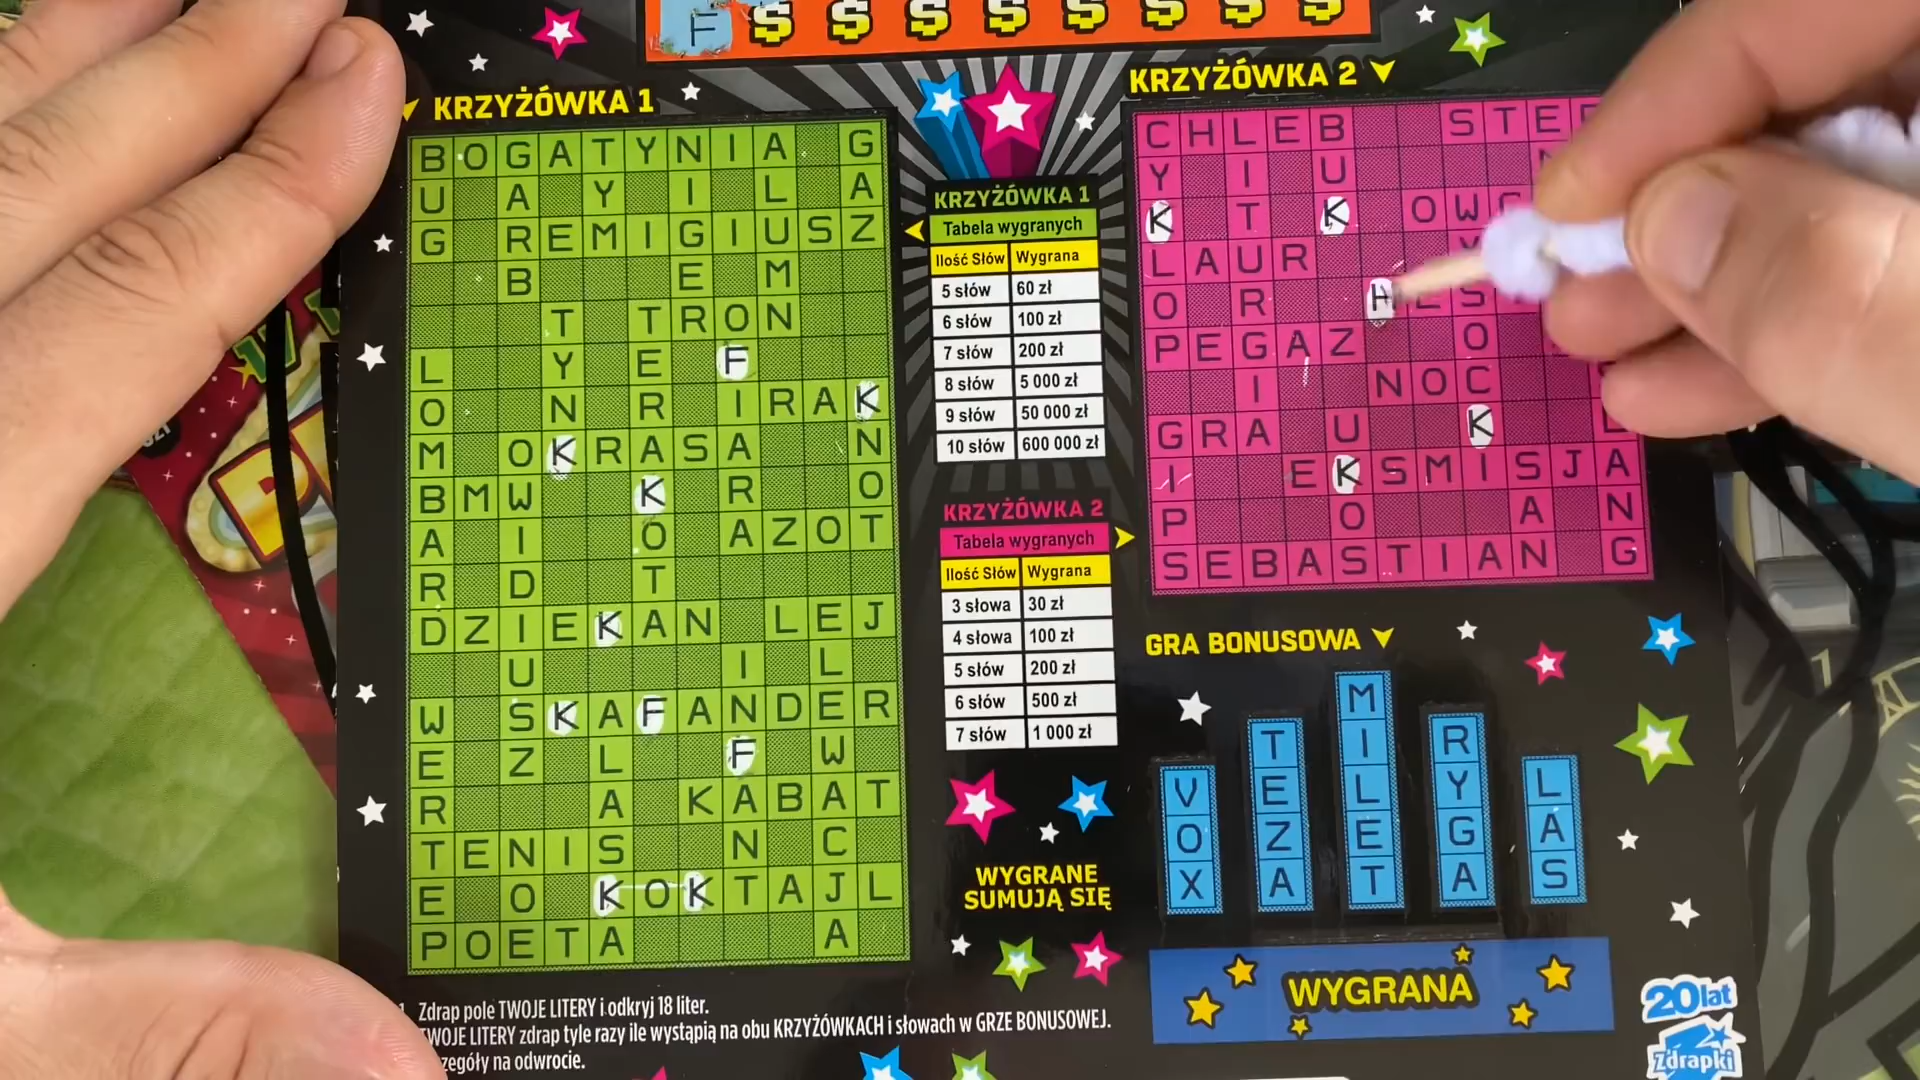 F $ $ $ $ $ $ $ $
KRZYŻÓWKA 1
BOGATYNIA G
U A Y I L A
G REMIGIUSZ
B E M
T TRON
L Y E F
O N R IRAK
M OKRASA N
BMW K R O
A I O AZOT
R D T
DZIEKAN LEJ
U I L
W SKAFANDER
E Z L F W
R A KABAT
TENIS N C
E O KOKTAJL
POETA A
KRZYŻÓWKA 1
Tabela wygranych
Ilość Słów Wygrana
5 słów 60 zł
6 słów 100 zł
7 słów 200 zł
8 słów 5 000 zł
9 słów 50 000 zł
10 słów 600 000 zł
KRZYŻÓWKA 2
Tabela wygranych
Ilość Słów Wygrana
3 słowa 30 zł
4 słowa 100 zł
5 słów 200 zł
6 słów 500 zł
7 słów 1 000 zł
WYGRANE
SUMUJĄ SIĘ
KRZYŻÓWKA 2
CHLEB STE
Y I U
K T K OW
LAUR
O R H S
PEGAZ O
I NOC
GRA U K
I EKSMISJA
P O A N
SEBASTIAN G
GRA BONUSOWA
VOX
TEZA
MILET
RYGA
LAS
WYGRANA
20 lat
Zdrapki
Zdrap pole TWOJE LITERY i odkryj 18 liter.
TWOJE LITERY zdrap tyle razy ile wystąpią na obu KRZYŻÓWKACH i słowach w GRZE BONUSOWEJ.
zegóły na odwrocie.